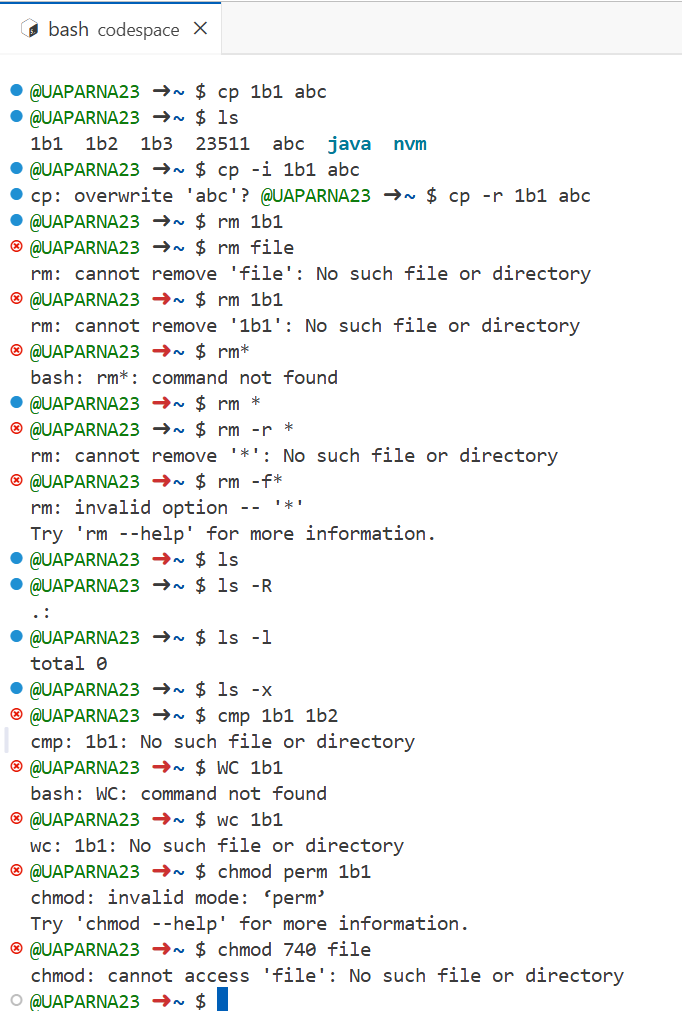 bash codespace ×
@UAPARNA23 ➜ ~ $ cp 1b1 abc
@UAPARNA23 ➜ ~ $ ls
1b1 1b2 1b3 23511 abc java nvm
@UAPARNA23 ➜ ~ $ cp -i 1b1 abc
cp: overwrite 'abc'? @UAPARNA23 ➜ ~ $ cp -r 1b1 abc
@UAPARNA23 ➜ ~ $ rm 1b1
@UAPARNA23 ➜ ~ $ rm file
rm: cannot remove 'file': No such file or directory
@UAPARNA23 ➜ ~ $ rm 1b1
rm: cannot remove '1b1': No such file or directory
@UAPARNA23 ➜ ~ $ rm*
bash: rm*: command not found
@UAPARNA23 ➜ ~ $ rm *
@UAPARNA23 ➜ ~ $ rm -r *
rm: cannot remove '*': No such file or directory
@UAPARNA23 ➜ ~ $ rm -f*
rm: invalid option -- '*'
Try 'rm --help' for more information.
@UAPARNA23 ➜ ~ $ ls
@UAPARNA23 ➜ ~ $ ls -R
.:
@UAPARNA23 ➜ ~ $ ls -l
total 0
@UAPARNA23 ➜ ~ $ ls -x
@UAPARNA23 ➜ ~ $ cmp 1b1 1b2
cmp: 1b1: No such file or directory
@UAPARNA23 ➜ ~ $ WC 1b1
bash: WC: command not found
@UAPARNA23 ➜ ~ $ wc 1b1
wc: 1b1: No such file or directory
@UAPARNA23 ➜ ~ $ chmod perm 1b1
chmod: invalid mode: ‘perm’
Try 'chmod --help' for more information.
@UAPARNA23 ➜ ~ $ chmod 740 file
chmod: cannot access 'file': No such file or directory
@UAPARNA23 ➜ ~ $